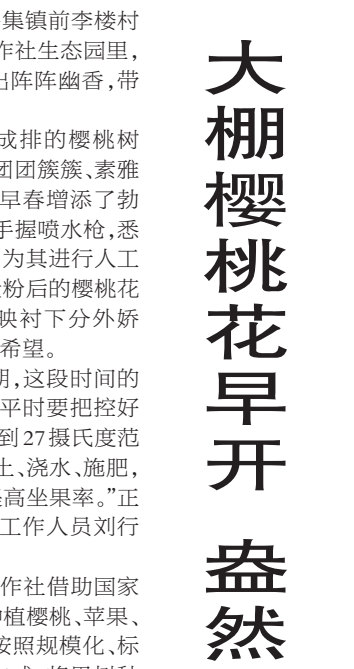 大棚樱桃花早开 盎然
集镇前李楼村
作社生态园里，
出阵阵幽香，带
成排的樱桃树
团团簇簇、素雅
早春增添了勃
手握喷水枪，悉
为其进行人工
粉后的樱桃花
映衬下分外娇
希望。
期，这段时间的
平时要把控好
到27摄氏度范
土、浇水、施肥，
高坐果率。”正
工作人员刘行
作社借助国家
种植樱桃、苹果、
按照规模化、标